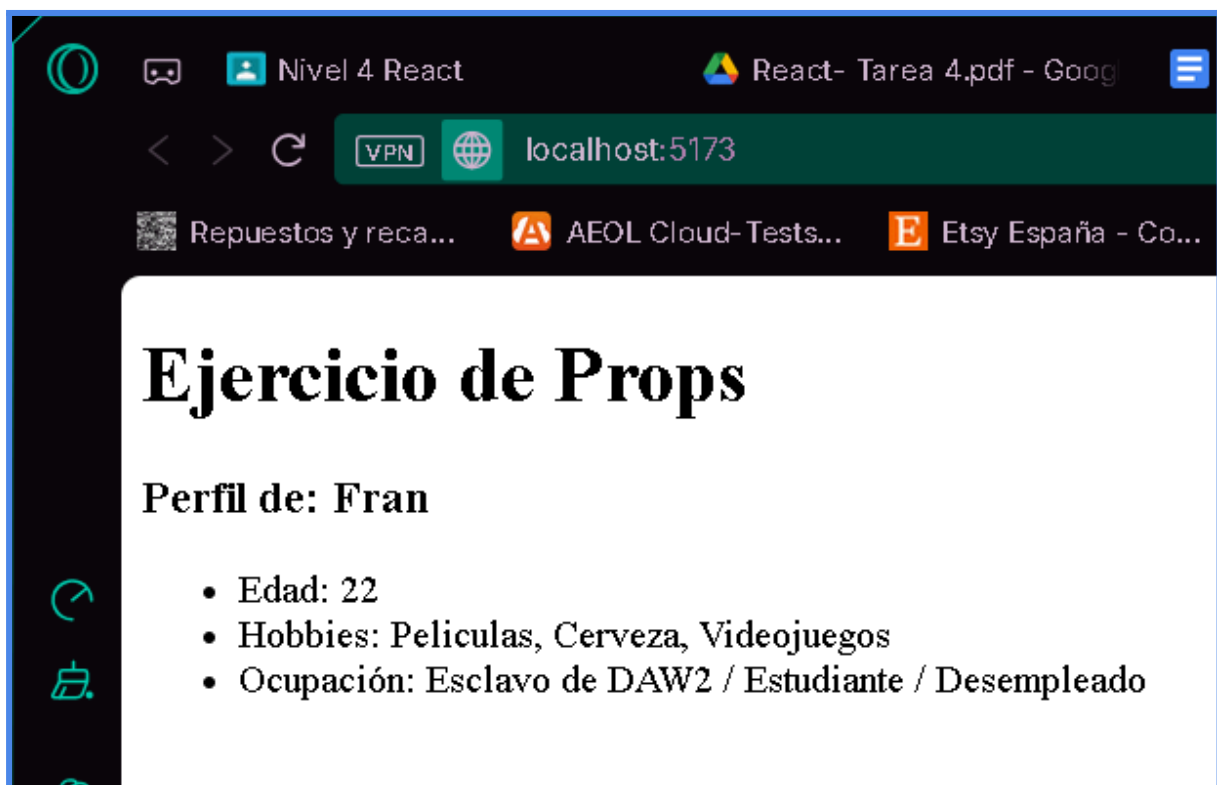 Nivel 4 React
React- Tarea 4.pdf - Goog
VPN
localhost:5173
Repuestos y reca...
AEOL Cloud-Tests...
E
Etsy España - Co...
Ejercicio de Props
Perfil de: Fran
• Edad: 22
• Hobbies: Peliculas, Cerveza, Videojuegos
• Ocupación: Esclavo de DAW2 / Estudiante / Desempleado